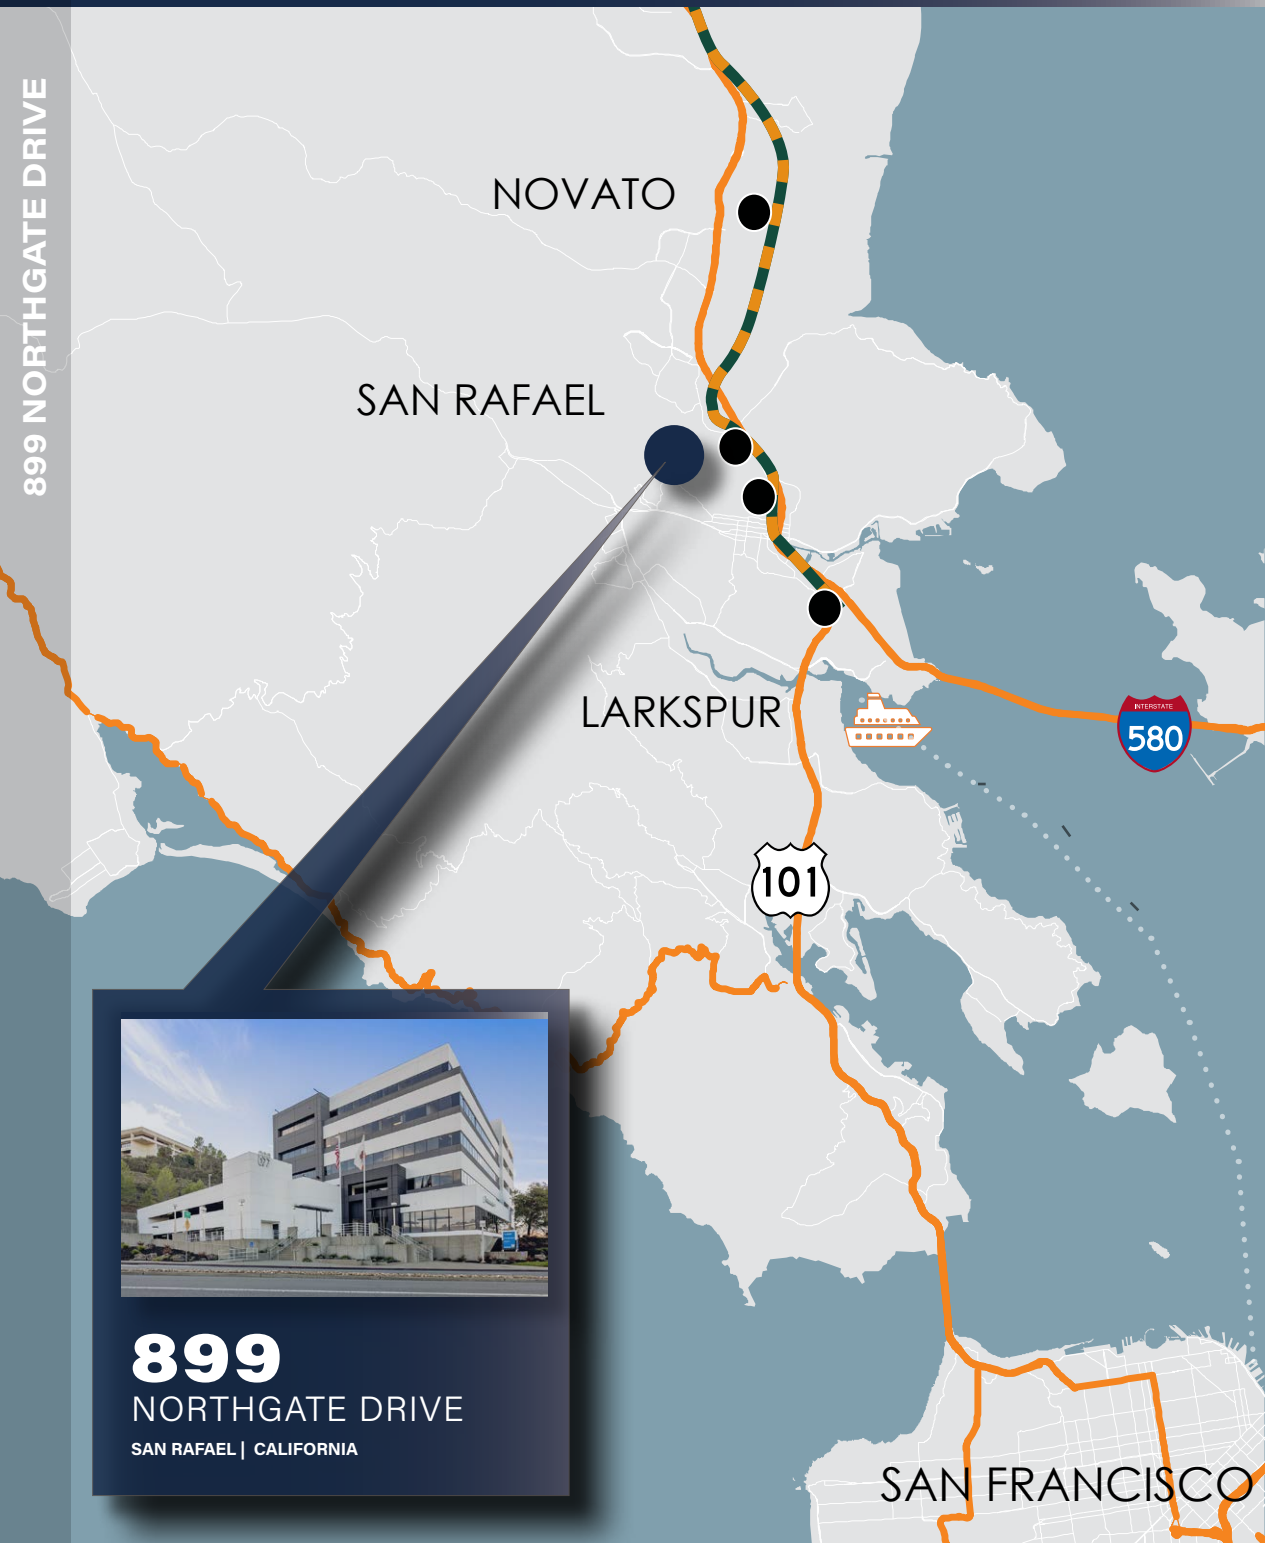 899 NORTHGATE DRIVE
NOVATO
SAN RAFAEL
LARKSPUR
INTERSTATE
580
101
899
NORTHGATE DRIVE
SAN RAFAEL | CALIFORNIA
SAN FRANCISCO